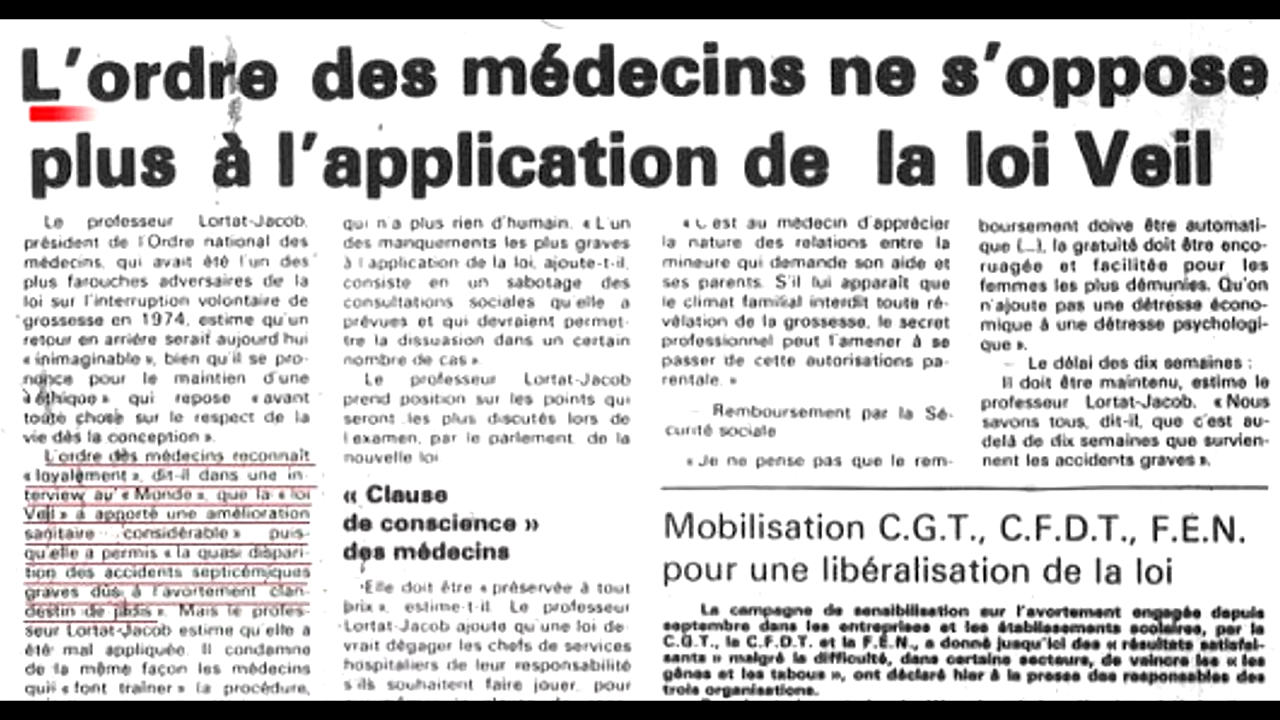 L'ordre des médecins ne s'oppose
plus à l'application de la loi Veil
Le professeur Lortat-Jacob,
président de l'Ordre national des
médecins, qui avait été l'un des
plus farouches adversaires de la
loi sur l'interruption volontaire de
grossesse en 1974, estime qu'un
retour en arrière serait aujourd'hui
« inimaginable », bien qu'il se pro-
nonce pour le maintien d'une
« éthique » qui repose « avant
toute chose sur le respect de la
vie dès la conception ».
L'ordre des médecins reconnaît
« loyalement », dit-il dans une in-
terview au « Monde », que la « loi
Veil » a apporté une amélioration
sanitaire considérable » puis-
qu'elle a permis « la quasi dispari-
tion des accidents septicémiques
graves dus à l'avortement clan-
destin de jadis ». Mais le profes-
seur Lortat-Jacob estime qu'elle a
été mal appliquée. Il condamne
de la même façon les médecins
qui « font traîner » la procédure,
qui n'a plus rien d'humain. « L'un
des manquements les plus graves
à l'application de la loi, ajoute-t-il,
consiste en un sabotage des
consultations sociales qu'elle a
prévues et qui devraient permet-
tre la dissuasion dans un certain
nombre de cas ».
Le professeur Lortat-Jacob
prend position sur les points qui
seront les plus discutés lors de
l'examen, par le parlement, de la
nouvelle loi
« Clause
de conscience »
des médecins
Elle doit être « préservée à tout
prix », estime-t-il. Le professeur
Lortat-Jacob ajoute qu'une loi de-
vrait dégager les chefs de services
hospitaliers de leur responsabilité
s'ils souhaitent faire jouer, pour
« C'est au médecin d'apprécier
la nature des relations entre la
mineure qui demande son aide et
ses parents. S'il lui apparaît que
le climat familial interdit toute ré-
vélation de la grossesse, le secret
professionnel peut l'amener à se
passer de cette autorisations pa-
rentale. »
— Remboursement par la Sé-
curité sociale
« Je ne pense pas que le rem-
boursement doive être automati-
que (...), la gratuité doit être enco-
ruagée et facilitée pour les
femmes les plus démunies. Qu'on
n'ajoute pas une détresse écono-
mique à une détresse psychologi-
que ».
— Le délai des dix semaines :
Il doit être maintenu, estime le
professeur Lortat-Jacob. « Nous
savons tous, dit-il, que c'est au-
delà de dix semaines que survien-
nent les accidents graves ».
Mobilisation C.G.T., C.F.D.T., F.E.N.
pour une libéralisation de la loi
La campagne de sensibilisation sur l'avortement engagée depuis
septembre dans les entreprises et les établissements scolaires, par la
C.G.T., la C.F.D.T. et la F.E.N., a donné jusqu'ici des « résultats satisfai-
sants » malgré la difficulté, dans certains secteurs, de vaincre les « les
gênes et les tabous », ont déclaré hier à la presse des responsables des
trois organisations.